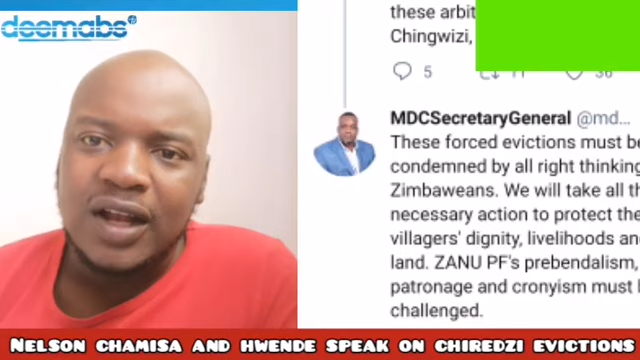 deemabs
these arbit
Chingwizi,
5
36
MDCSecretaryGeneral @md...
These forced evictions must be
condemned by all right thinking
Zimbaweans. We will take all th
necessary action to protect the
villagers' dignity, livelihoods and
land. ZANU PF's prebendalism,
patronage and cronyism must b
challenged.
NELSON CHAMISA AND HWENDE SPEAK ON CHIREDZI EVICTIONS